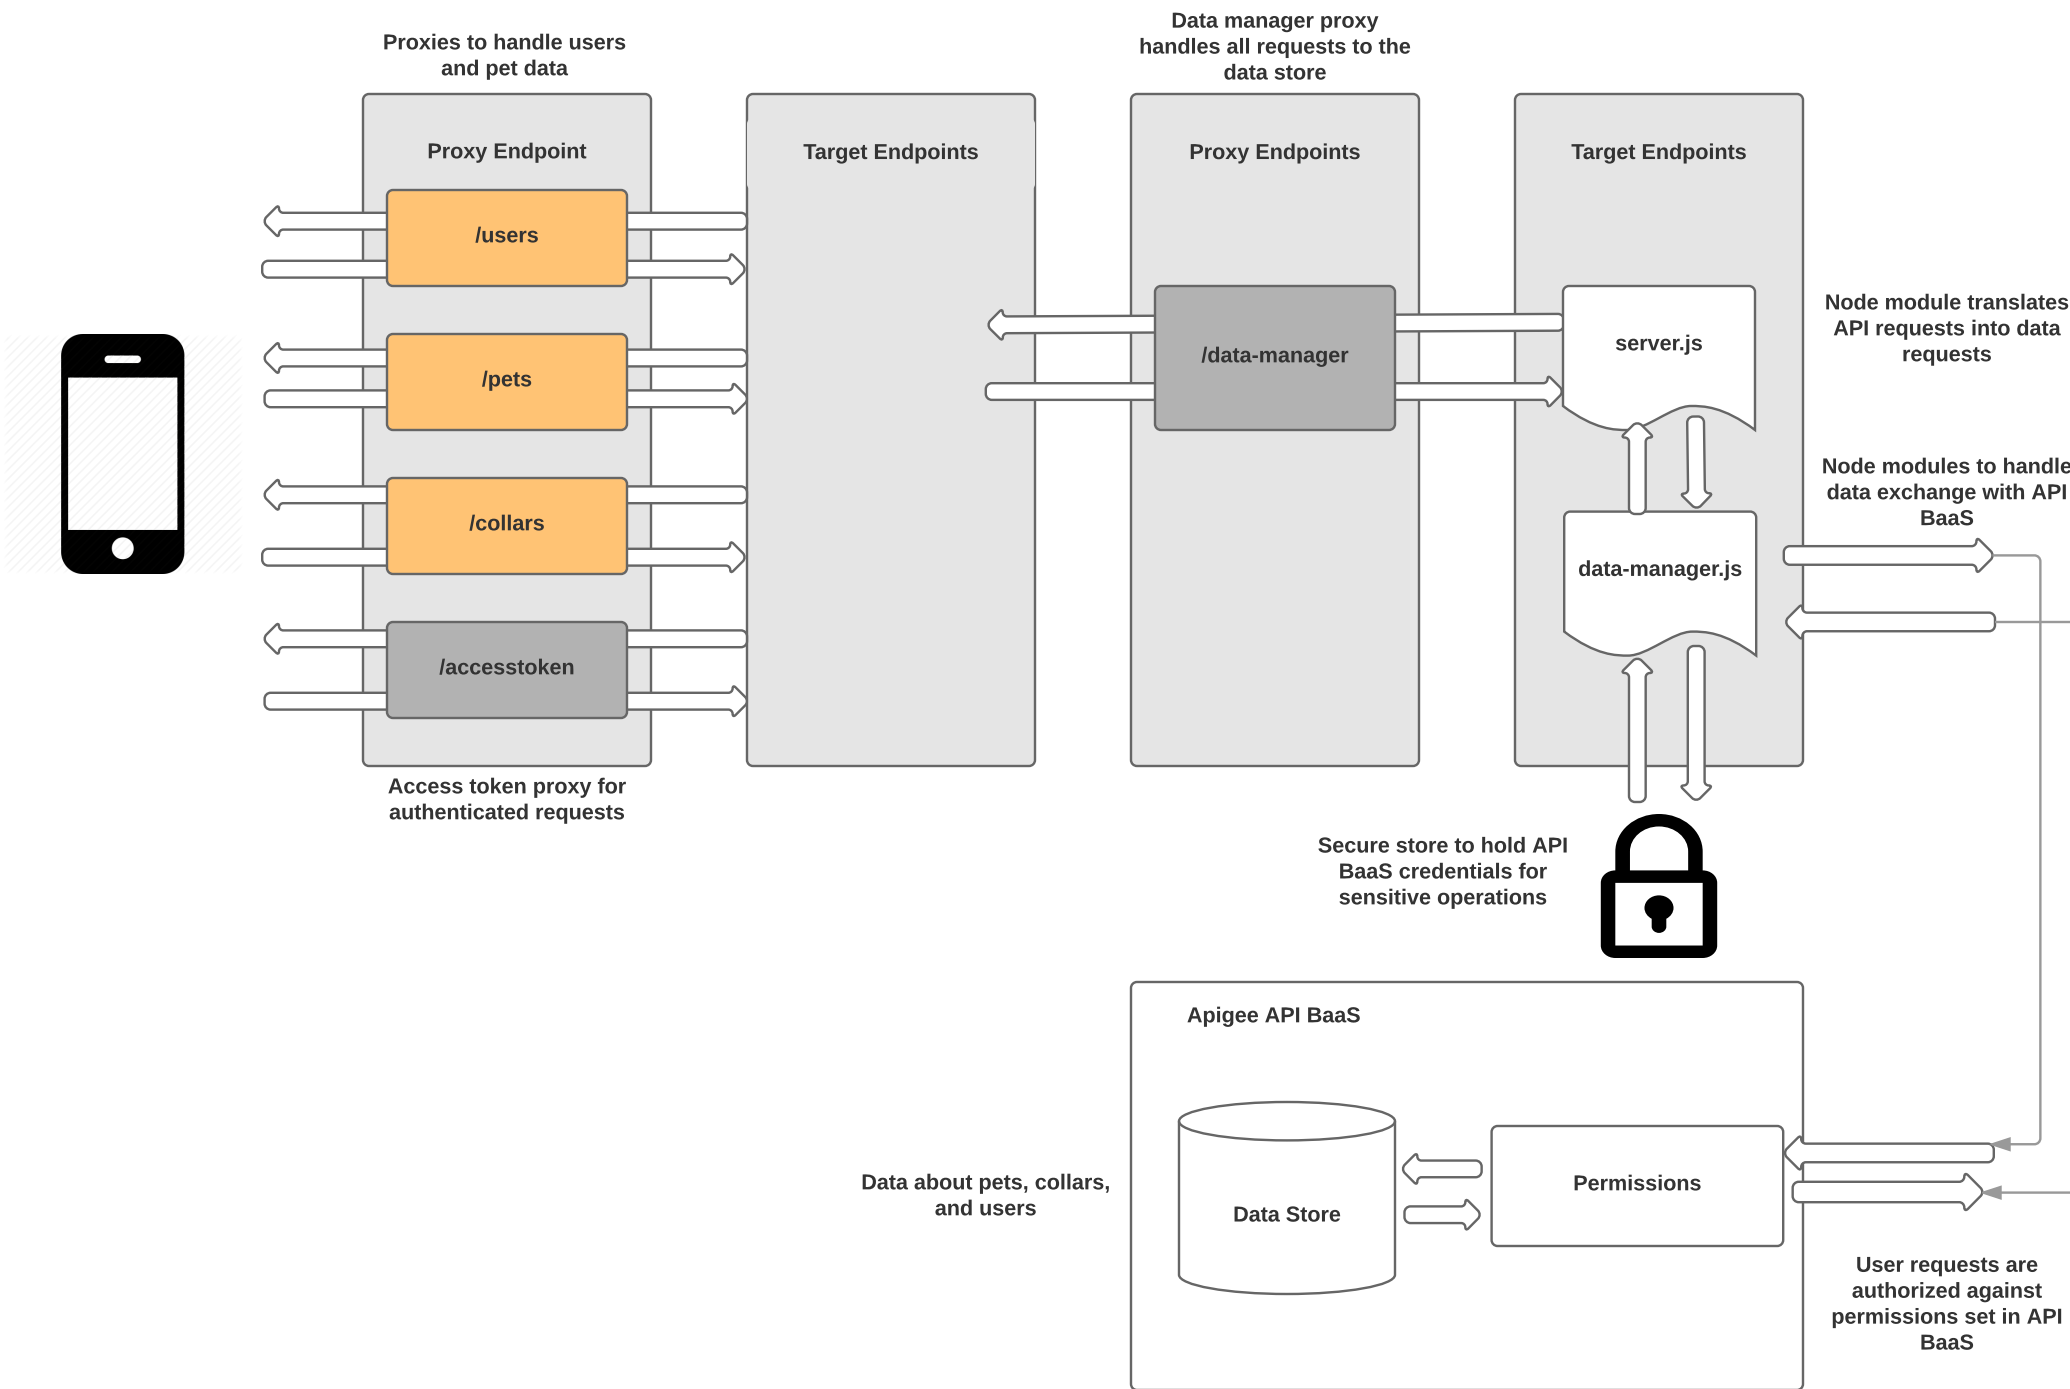 Proxies to handle users
and pet data
Data manager proxy
handles all requests to the
data store
Proxy Endpoint
Target Endpoints
Proxy Endpoints
Target Endpoints
/users
/pets
/collars
/accesstoken
Access token proxy for
authenticated requests
/data-manager
server.js
Node module translates
API requests into data
requests
Node modules to handle
data exchange with API
BaaS
data-manager.js
Secure store to hold API
BaaS credentials for
sensitive operations
Apigee API BaaS
Data about pets, collars,
and users
Data Store
Permissions
User requests are
authorized against
permissions set in API
BaaS